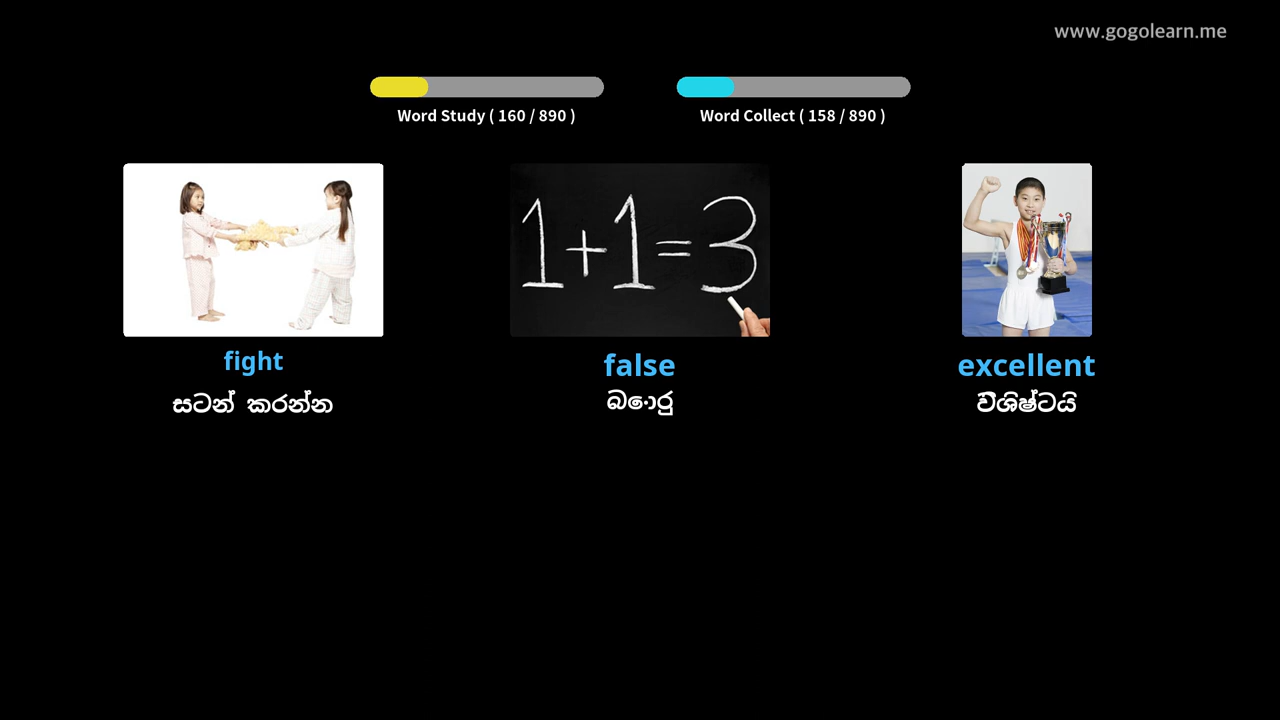 www.gogolearn.me
Word Study ( 160 / 890 )
Word Collect ( 158 / 890 )
1+1=3
fight
false
excellent
සටන් කරන්න
බොරු
විශිෂ්ටයි